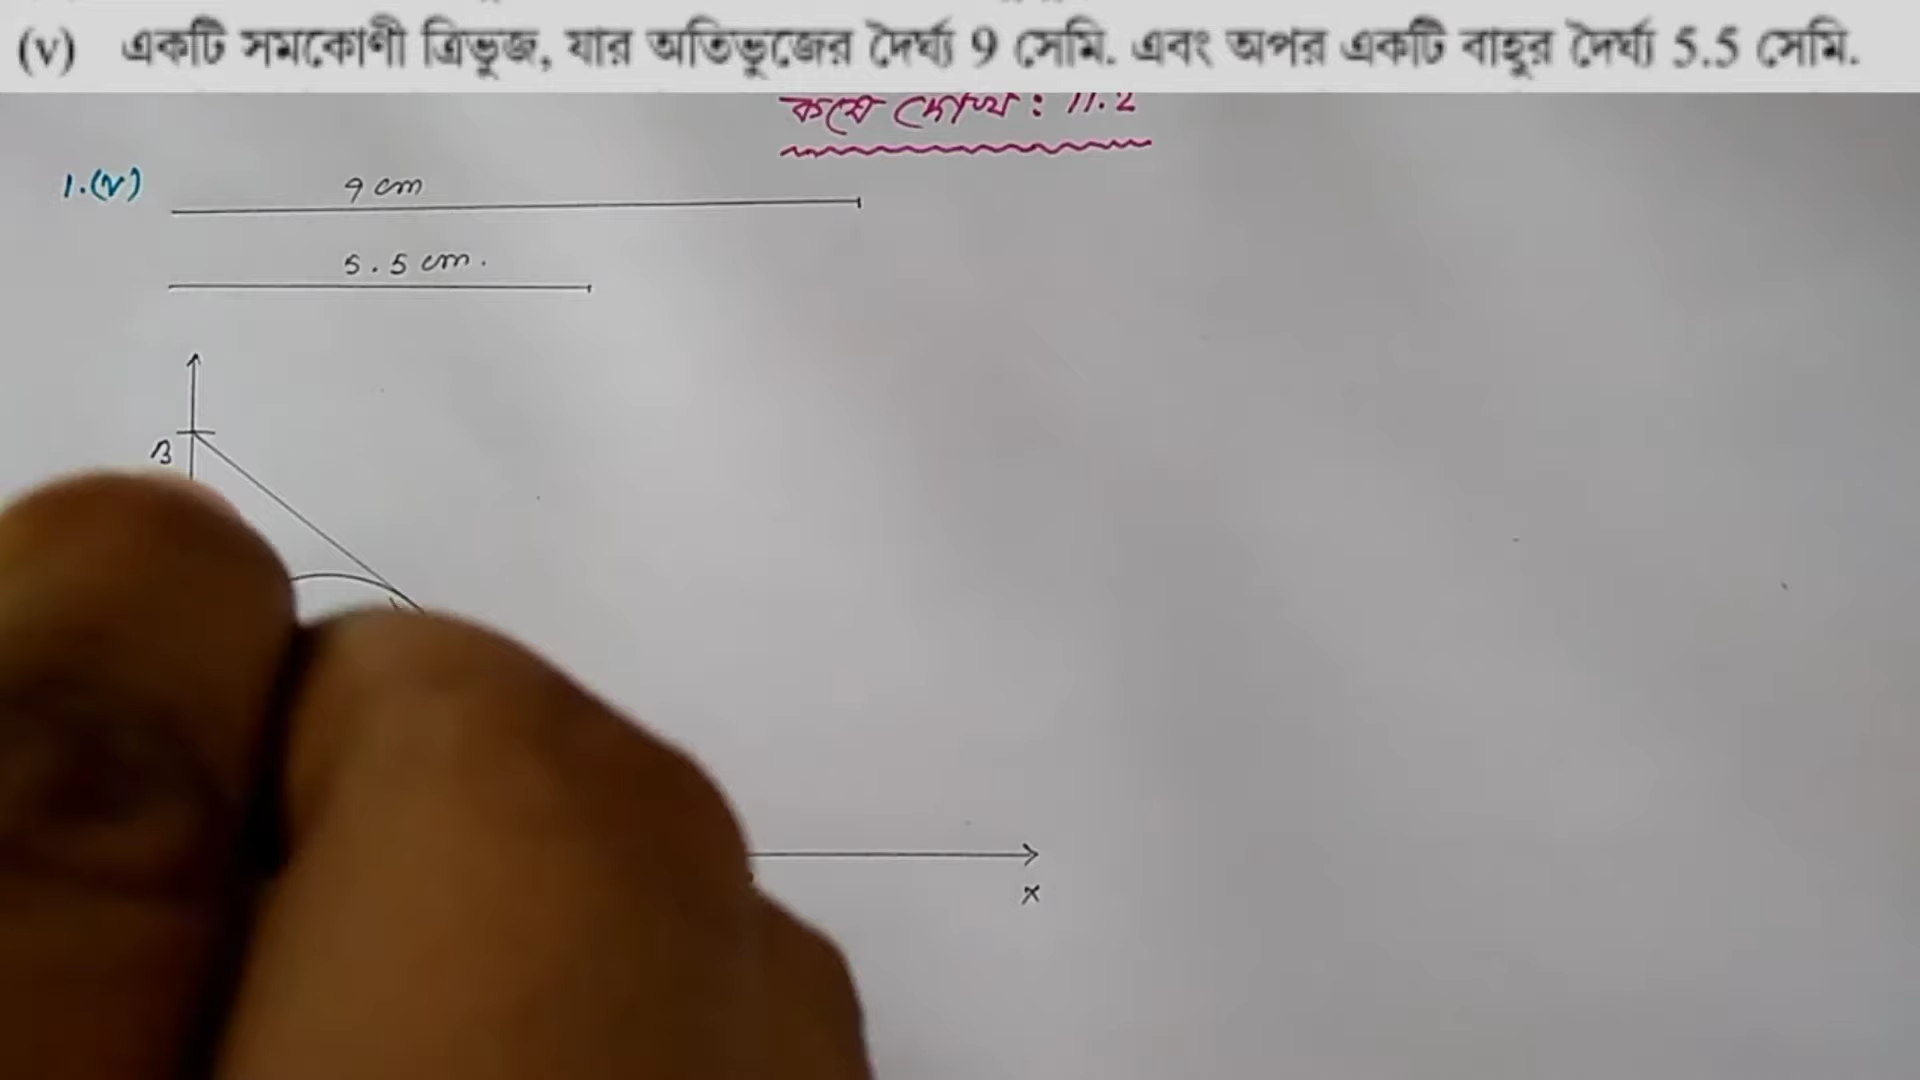 (v) একটি সমকোণী ত্রিভুজ, যার অতিভুজের দৈর্ঘ্য 9 সেমি. এবং অপর একটি বাহুর দৈর্ঘ্য 5.5 সেমি.
কষে দেখি : 11.2
1.(v)
9 cm
5.5 cm.
B
X